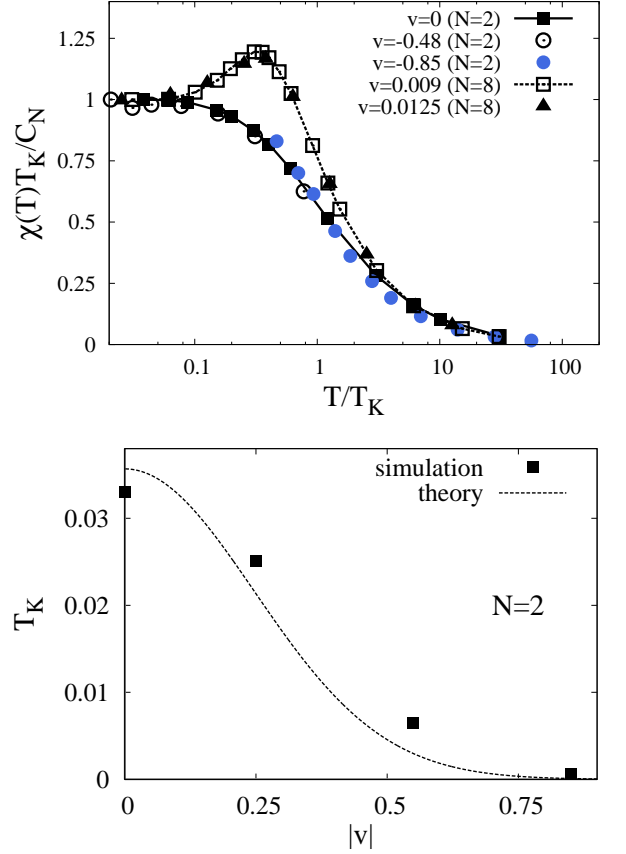 v=0 (N=2)
v=-0.48 (N=2)
v=-0.85 (N=2)
v=0.009 (N=8)
v=0.0125 (N=8)
1.25
1
0.75
0.5
0.25
0
χ(T)T_K/C_N
0.1 1 10 100
T/T_K
simulation
theory
0.03
0.02
0.01
0
T_K
N=2
0 0.25 0.5 0.75
|v|